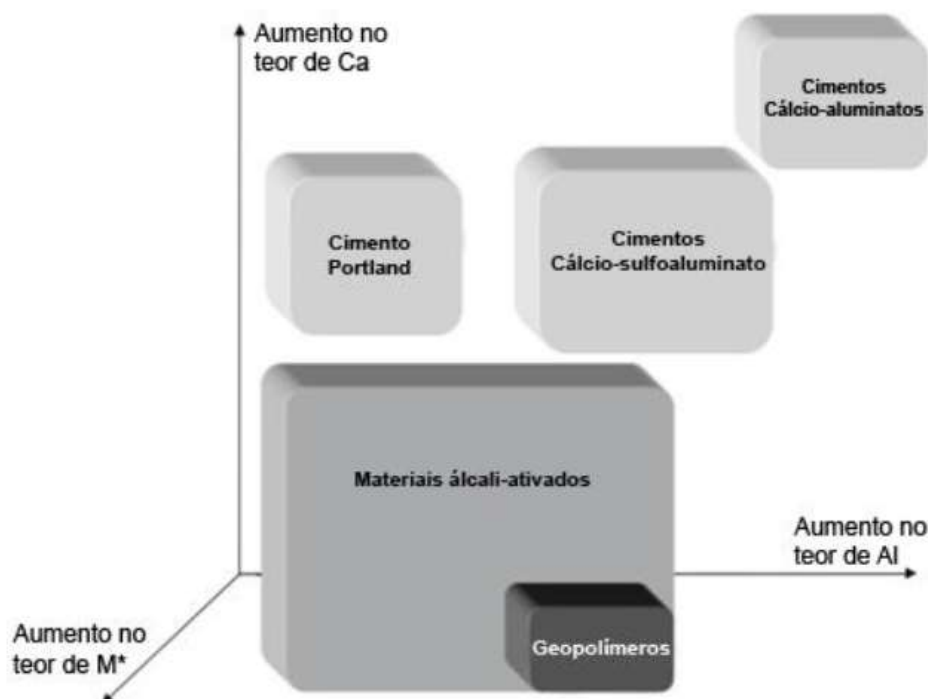 Aumento no
teor de Ca
Cimentos
Cálcio-aluminatos
Cimento
Portland
Cimentos
Cálcio-sulfoaluminato
Materiais álcali-ativados
Aumento no
teor de Al
Geopolímeros
Aumento no
teor de M*